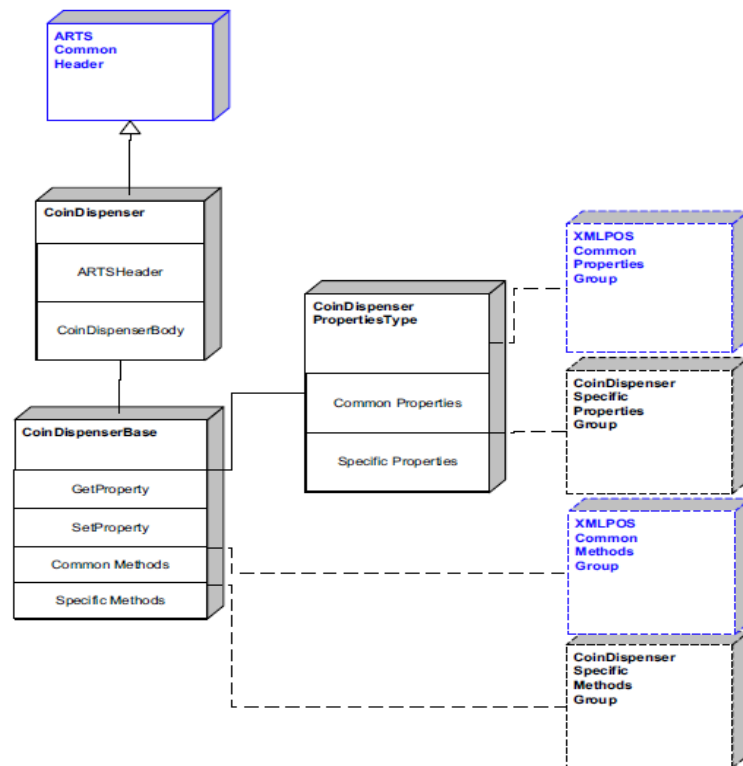 ARTS
Common
Header
CoinDispenser
ARTSHeader
CoinDispenserBody
CoinDispenserBase
GetProperty
SetProperty
Common Methods
Specific Methods
CoinDispenser
PropertiesType
Common Properties
Specific Properties
XMLPOS
Common
Properties
Group
CoinDispenser
Specific
Properties
Group
XMLPOS
Common
Methods
Group
CoinDispenser
Specific
Methods
Group